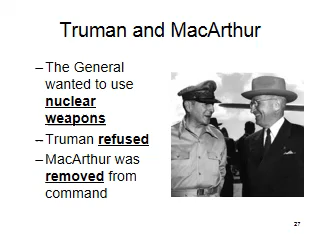 Truman and MacArthur
–The General
wanted to use
nuclear
weapons
–Truman refused
–MacArthur was
removed from
command
27